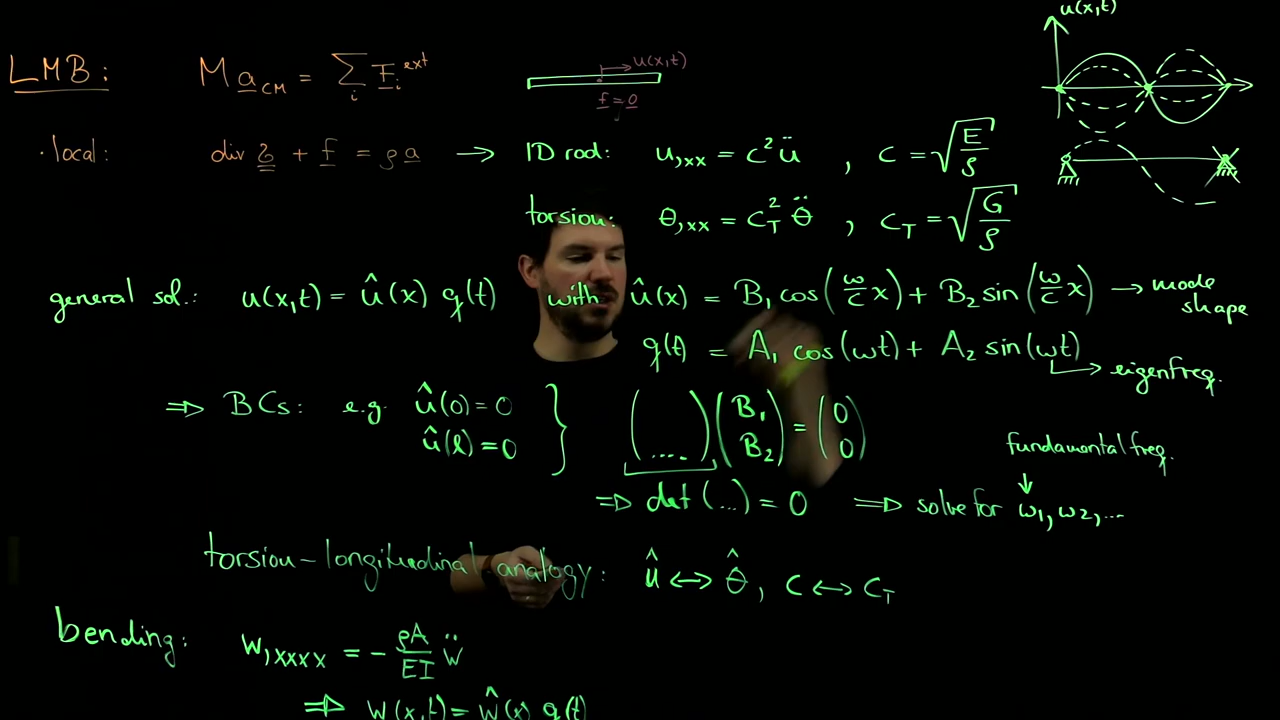 LMB: M a_CM = Σ_i F_i^ext
u(x,t)
f = 0
u(x,t)
· local: div σ + f = ρ a → 1D rod: u,xx = c² ü , c = √(E/ρ)
torsion: θ,xx = c_T² θ̈ , c_T = √(G/ρ)
general sol.: u(x,t) = û(x) q(t) with û(x) = B₁ cos(ω/c x) + B₂ sin(ω/c x) → mode shape
q(t) = A₁ cos(ωt) + A₂ sin(ωt)
→ eigenfreq.
⇒ BCs: e.g. û(0) = 0
û(l) = 0 } ( .... ) (B₁ B₂) = (0 0)
fundamental freq.
⇒ det (...) = 0 ⇒ solve for ω₁, ω₂, ...
torsion-longitudinal analogy: û ↔ θ̂, c ↔ c_T
bending: w,xxxx = - ρA/EI ẅ
⇒ w(x,t) = ŵ(x) q(t)